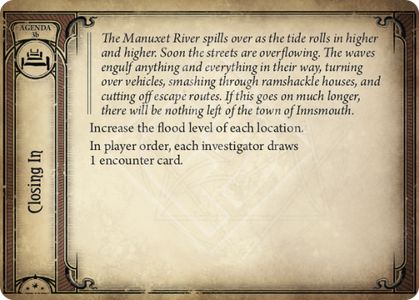 AGENDA
3b
Closing In
The Manuxet River spills over as the tide rolls in higher
and higher. Soon the streets are overflowing. The waves
engulf anything and everything in their way, turning
over vehicles, smashing through ramshackle houses, and
cutting off escape routes. If this goes on much longer,
there will be nothing left of the town of Innsmouth.
Increase the flood level of each location.
In player order, each investigator draws
1 encounter card.